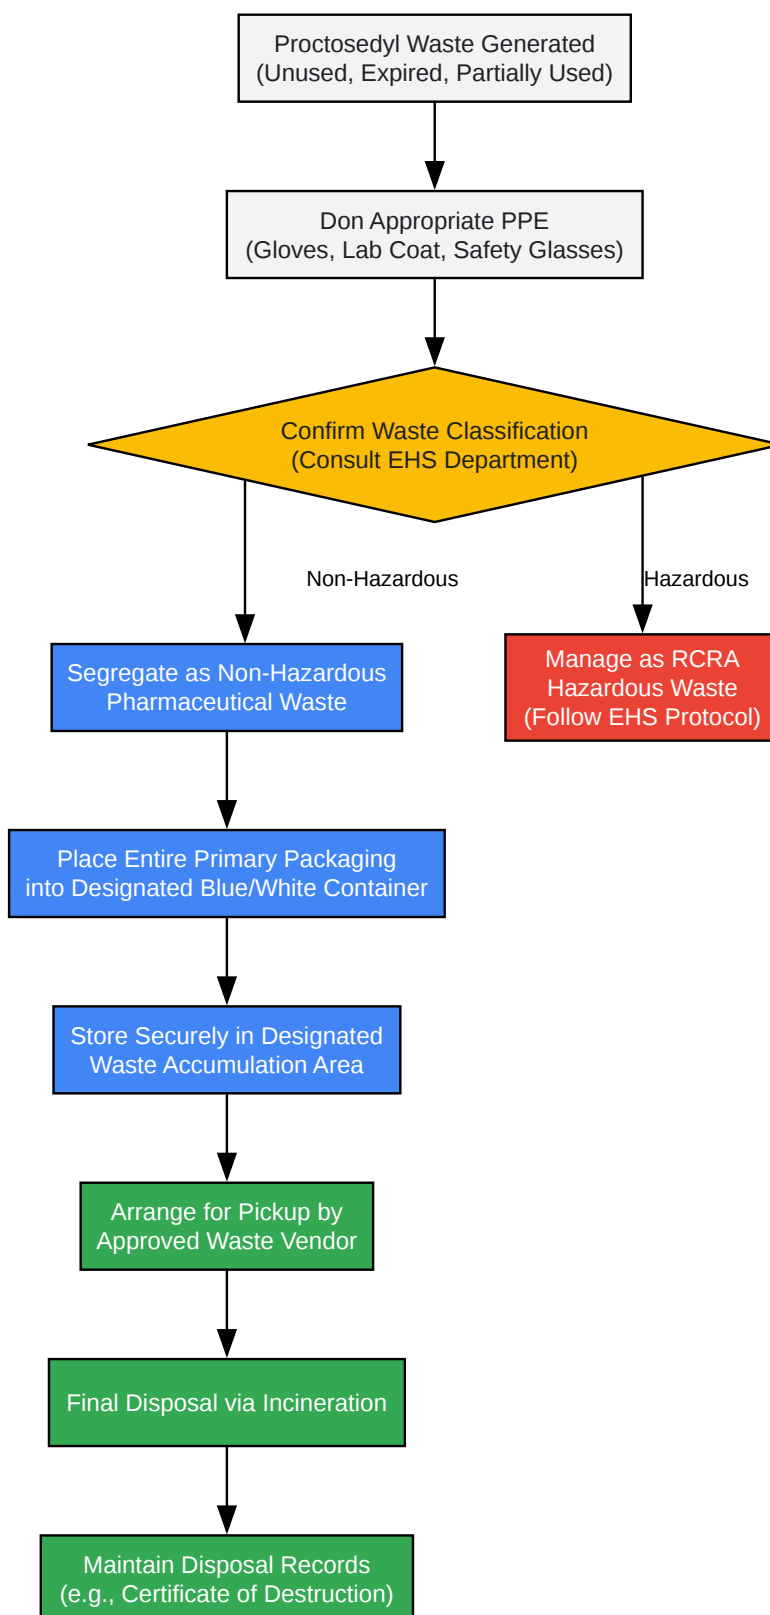 Proctosedyl Waste Generated
(Unused, Expired, Partially Used)
Don Appropriate PPE
(Gloves, Lab Coat, Safety Glasses)
Confirm Waste Classification
(Consult EHS Department)
Non-Hazardous
Hazardous
Segregate as Non-Hazardous
Pharmaceutical Waste
Manage as RCRA
Hazardous Waste
(Follow EHS Protocol)
Place Entire Primary Packaging
into Designated Blue/White Container
Store Securely in Designated
Waste Accumulation Area
Arrange for Pickup by
Approved Waste Vendor
Final Disposal via Incineration
Maintain Disposal Records
(e.g., Certificate of Destruction)